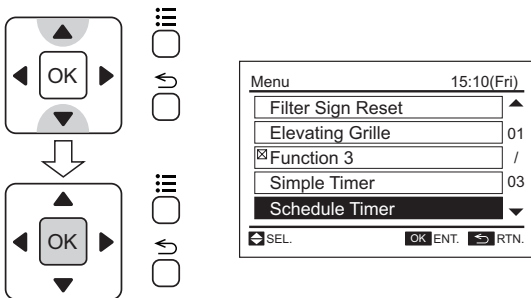 OK
OK
Menu 15:10(Fri)
Filter Sign Reset
Elevating Grille 01
Function 3 /
Simple Timer 03
Schedule Timer
SEL. OK ENT. RTN.